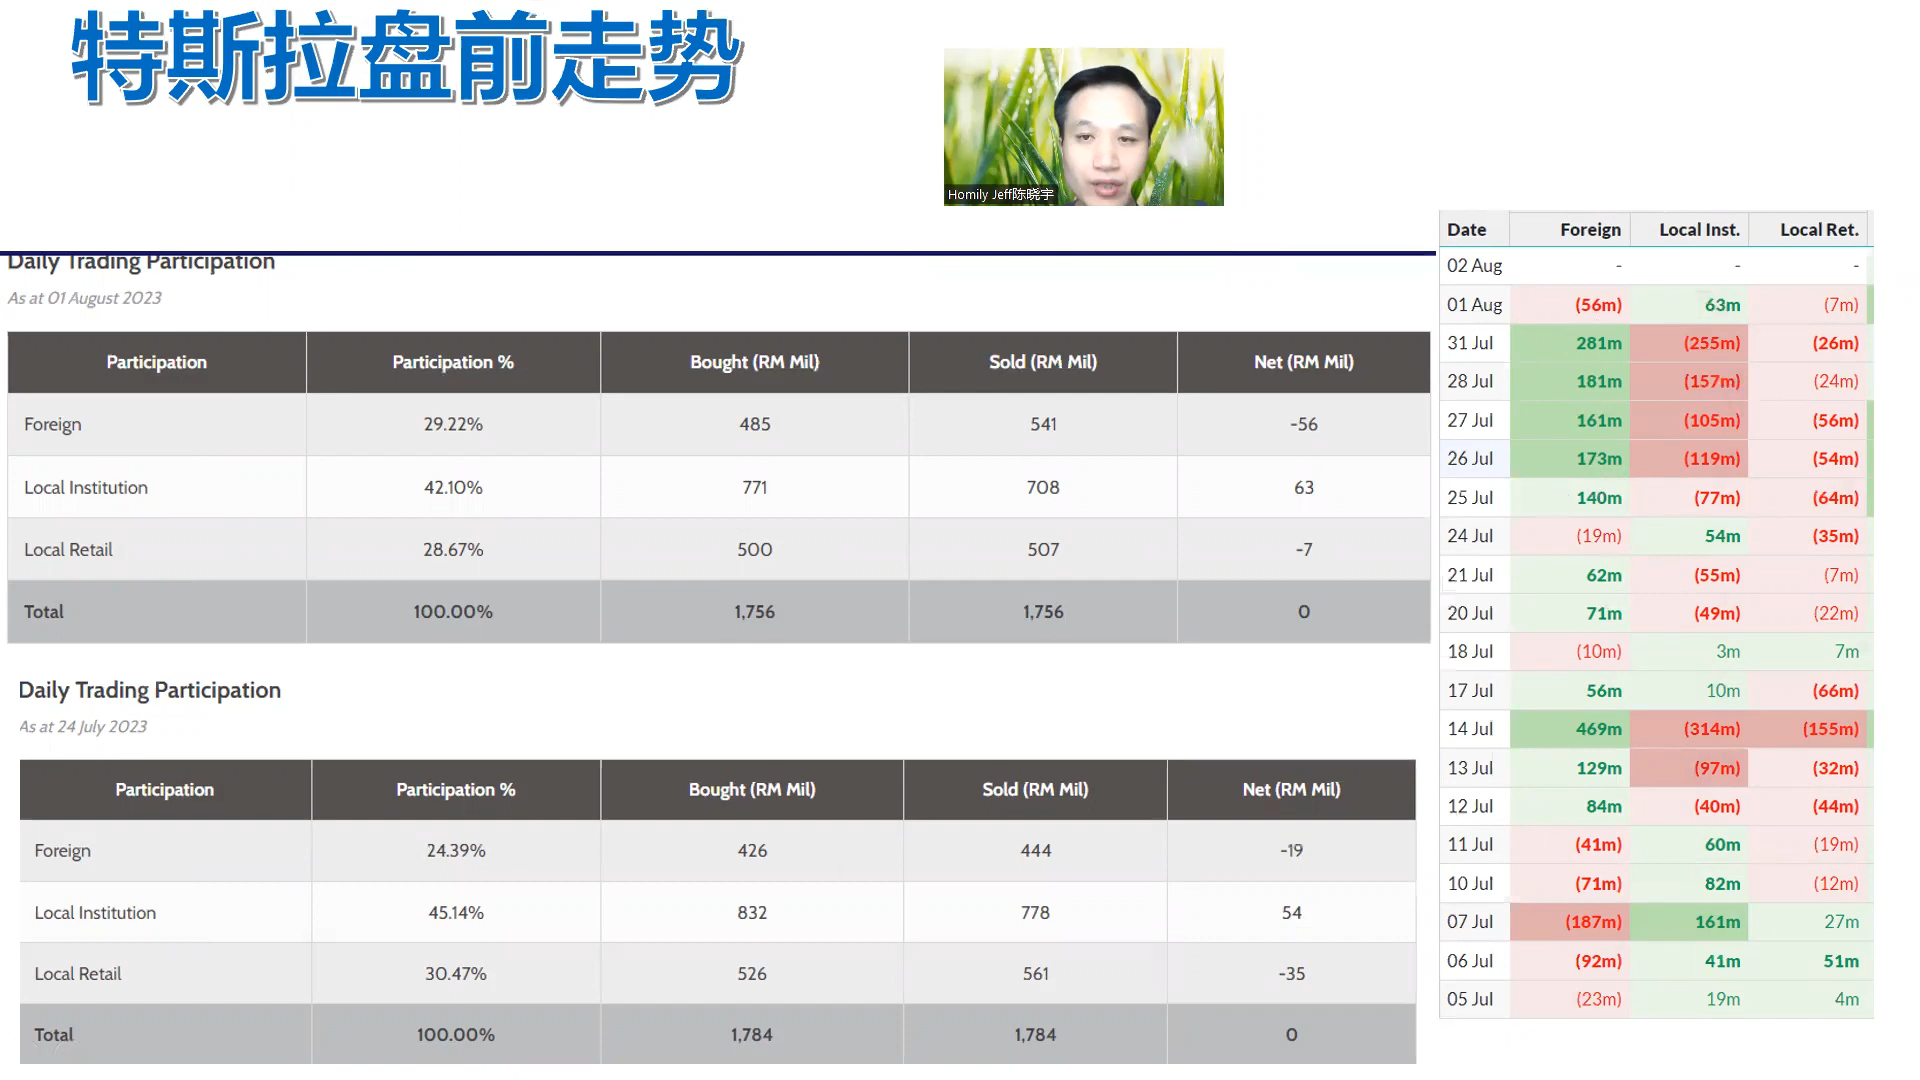 特斯拉盘前走势
Homily Jeff陈晓宇
Daily Trading Participation
As at 01 August 2023
Participation Participation % Bought (RM Mil) Sold (RM Mil) Net (RM Mil)
Foreign 29.22% 485 541 -56
Local Institution 42.10% 771 708 63
Local Retail 28.67% 500 507 -7
Total 100.00% 1,756 1,756 0
Daily Trading Participation
As at 24 July 2023
Participation Participation % Bought (RM Mil) Sold (RM Mil) Net (RM Mil)
Foreign 24.39% 426 444 -19
Local Institution 45.14% 832 778 54
Local Retail 30.47% 526 561 -35
Total 100.00% 1,784 1,784 0
Date Foreign Local Inst. Local Ret.
02 Aug - - -
01 Aug (56m) 63m (7m)
31 Jul 281m (255m) (26m)
28 Jul 181m (157m) (24m)
27 Jul 161m (105m) (56m)
26 Jul 173m (119m) (54m)
25 Jul 140m (77m) (64m)
24 Jul (19m) 54m (35m)
21 Jul 62m (55m) (7m)
20 Jul 71m (49m) (22m)
18 Jul (10m) 3m 7m
17 Jul 56m 10m (66m)
14 Jul 469m (314m) (155m)
13 Jul 129m (97m) (32m)
12 Jul 84m (40m) (44m)
11 Jul (41m) 60m (19m)
10 Jul (71m) 82m (12m)
07 Jul (187m) 161m 27m
06 Jul (92m) 41m 51m
05 Jul (23m) 19m 4m